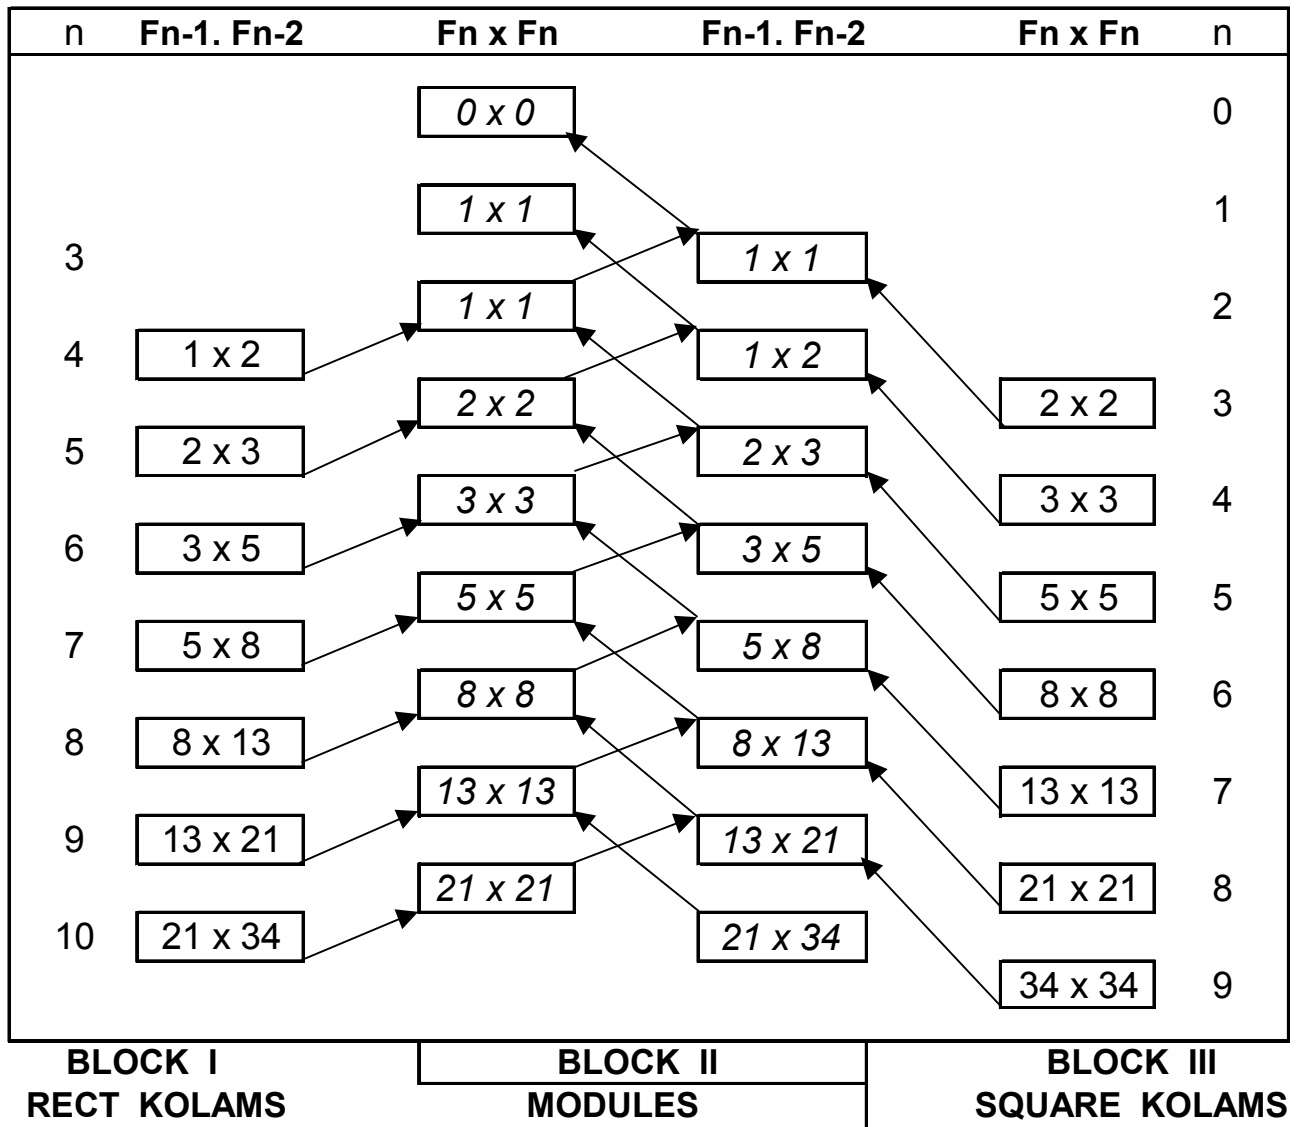 n Fn-1. Fn-2 Fn x Fn Fn-1. Fn-2 Fn x Fn n
0 x 0 0
1 x 1 1
3 1 x 1
1 x 1 2
4 1 x 2 1 x 2
2 x 2 2 x 2 3
5 2 x 3 2 x 3
3 x 3 3 x 3 4
6 3 x 5 3 x 5
5 x 5 5 x 5 5
7 5 x 8 5 x 8
8 x 8 8 x 8 6
8 8 x 13 8 x 13
13 x 13 13 x 13 7
9 13 x 21 13 x 21
21 x 21 21 x 21 8
10 21 x 34 21 x 34
34 x 34 9
BLOCK I BLOCK II BLOCK III
RECT KOLAMS MODULES SQUARE KOLAMS